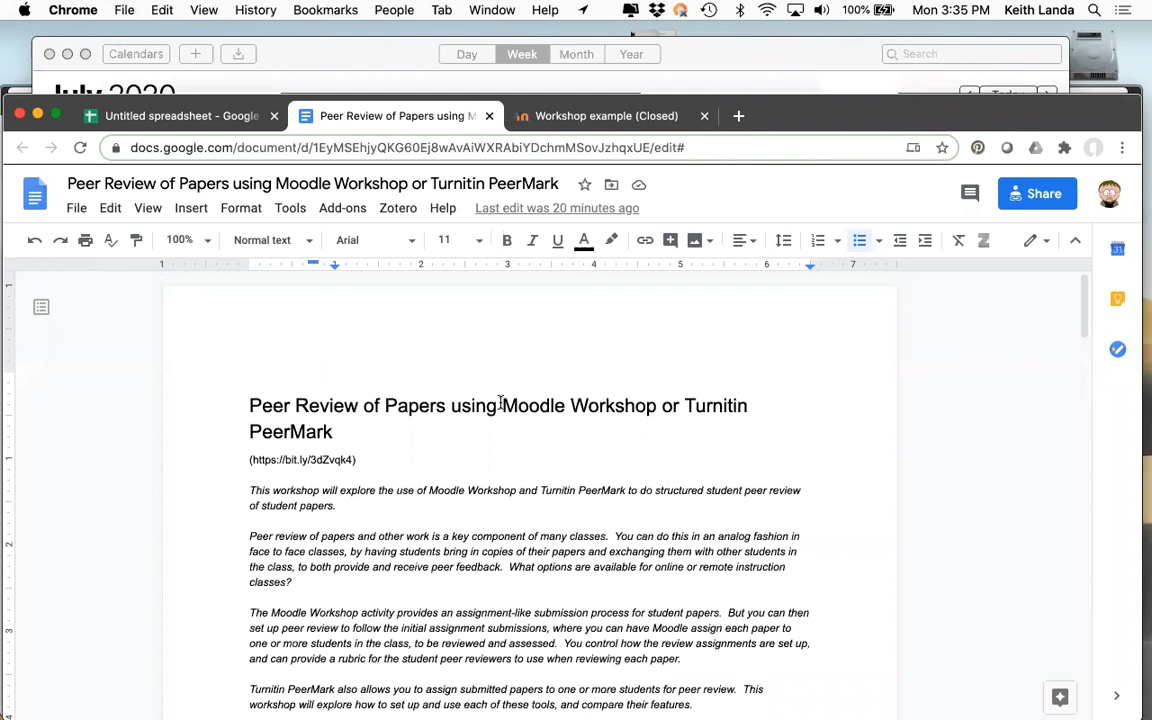 Chrome File Edit View History Bookmarks People Tab Window Help 100% Mon 3:35 PM Keith Landa
Calendars Day Week Month Year Search
July 2020 Today
Untitled spreadsheet - Google Peer Review of Papers using M Workshop example (Closed)
docs.google.com/document/d/1EyMSEhjyQKG60Ej8wAvAiWXRAbiYDchmMSovJzhqxUE/edit#
Peer Review of Papers using Moodle Workshop or Turnitin PeerMark
Share
File Edit View Insert Format Tools Add-ons Zotero Help Last edit was 20 minutes ago
100% Normal text Arial 11 B I U A Z
1 1 2 3 4 5 6 7
Peer Review of Papers using Moodle Workshop or Turnitin
PeerMark
(https://bit.ly/3dZvqk4)
This workshop will explore the use of Moodle Workshop and Turnitin PeerMark to do structured student peer review
of student papers.
Peer review of papers and other work is a key component of many classes. You can do this in an analog fashion in
face to face classes, by having students bring in copies of their papers and exchanging them with other students in
the class, to both provide and receive peer feedback. What options are available for online or remote instruction
classes?
The Moodle Workshop activity provides an assignment-like submission process for student papers. But you can then
set up peer review to follow the initial assignment submissions, where you can have Moodle assign each paper to
one or more students in the class, to be reviewed and assessed. You control how the review assignments are set up,
and can provide a rubric for the student peer reviewers to use when reviewing each paper.
Turnitin PeerMark also allows you to assign submitted papers to one or more students for peer review. This
workshop will explore how to set up and use each of these tools, and compare their features.